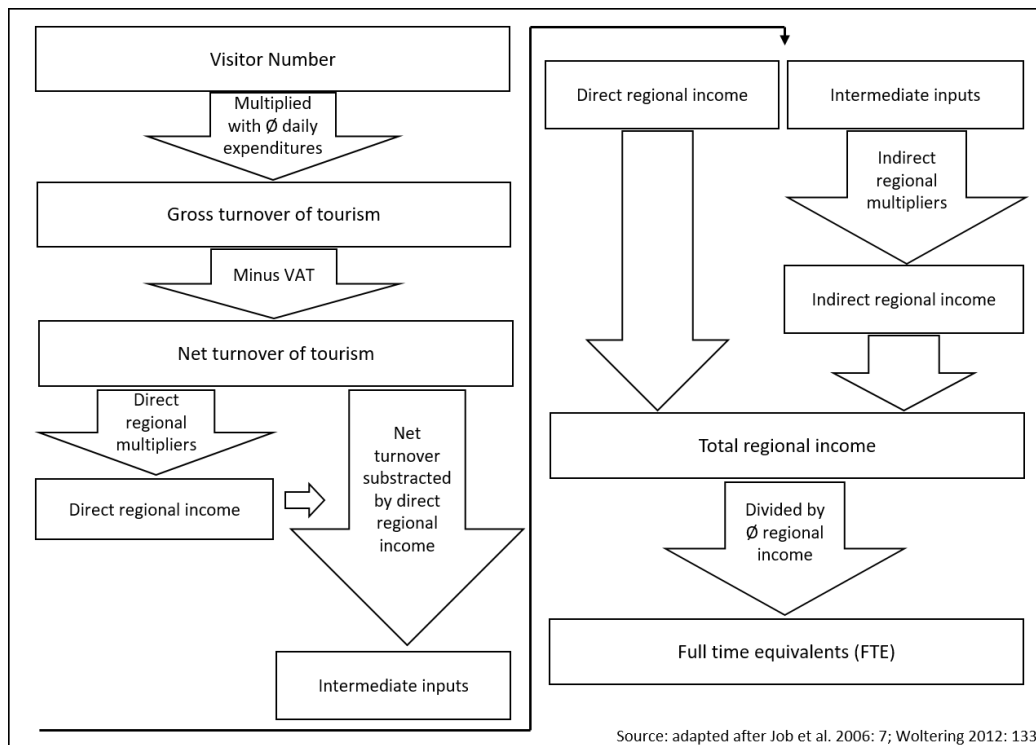 Visitor Number
Multiplied
with Ø daily
expenditures
Gross turnover of tourism
Minus VAT
Net turnover of tourism
Direct
regional
multipliers
Direct regional income
Net
turnover
substracted
by direct
regional
income
Intermediate inputs
Direct regional income
Intermediate inputs
Indirect
regional
multipliers
Indirect regional income
Total regional income
Divided by
Ø regional
income
Full time equivalents (FTE)
Source: adapted after Job et al. 2006: 7; Woltering 2012: 133